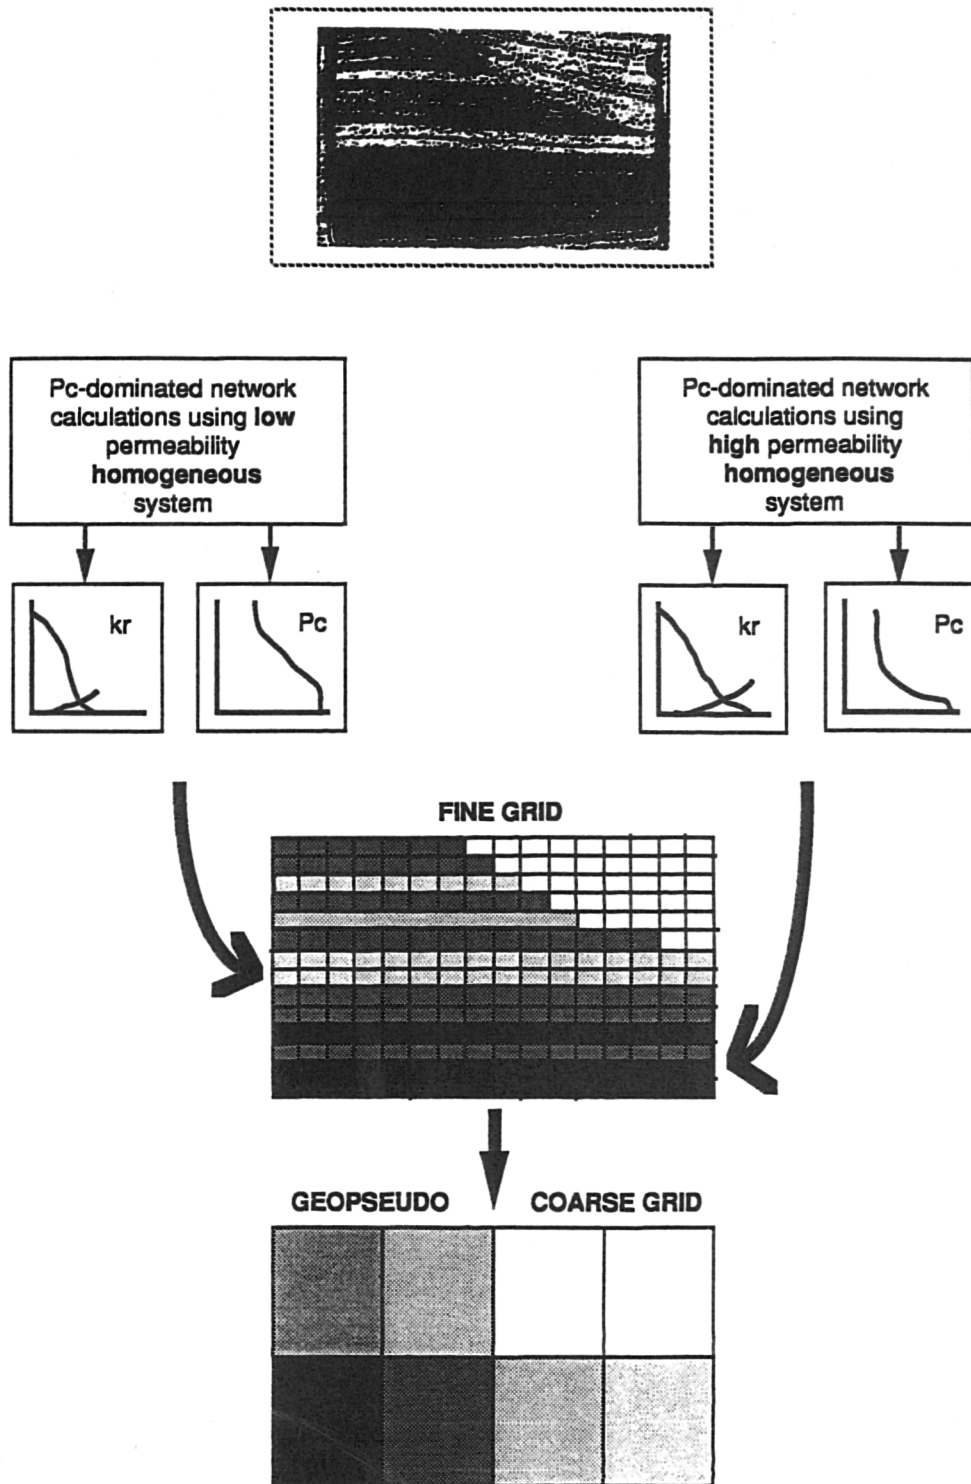 Pc-dominated network
calculations using low
permeability
homogeneous
system
Pc-dominated network
calculations using
high permeability
homogeneous
system
kr
Pc
kr
Pc
FINE GRID
GEOPSEUDO
COARSE GRID